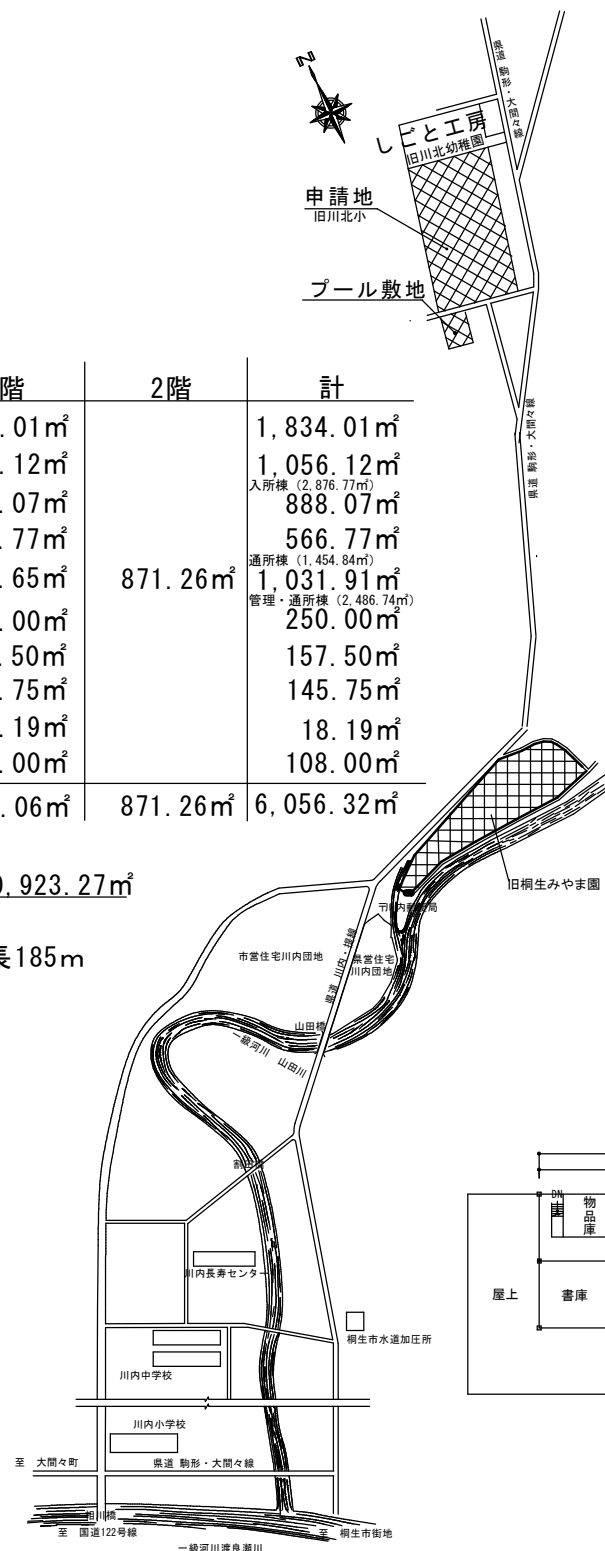 N
県道 駒形・大間々線
しごと工房
旧川北幼稚園
申請地
旧川北小
プール敷地
県道 駒形・大間々線
階 2階 計
.01㎡ 1,834.01㎡
.12㎡ 1,056.12㎡
入所棟 (2,876.77㎡)
.07㎡ 888.07㎡
.77㎡ 566.77㎡
通所棟 (1,454.84㎡)
.65㎡ 871.26㎡ 1,031.91㎡
管理・通所棟 (2,486.74㎡)
.00㎡ 250.00㎡
.50㎡ 157.50㎡
.75㎡ 145.75㎡
.19㎡ 18.19㎡
.00㎡ 108.00㎡
.06㎡ 871.26㎡ 6,056.32㎡
,923.27㎡
長185m
旧桐生みやま園
市営住宅川内団地
県道 川内・堤線
県営住宅
川内団地
山田橋
一級河川 山田川
川内長寿センター
桐生市水道加圧所
川内中学校
川内小学校
至 大間々町
県道 駒形・大間々線
相川橋
至 国道122号線
至 桐生市街地
一級河川渡良瀬川
DN
物品庫
屋上
書庫